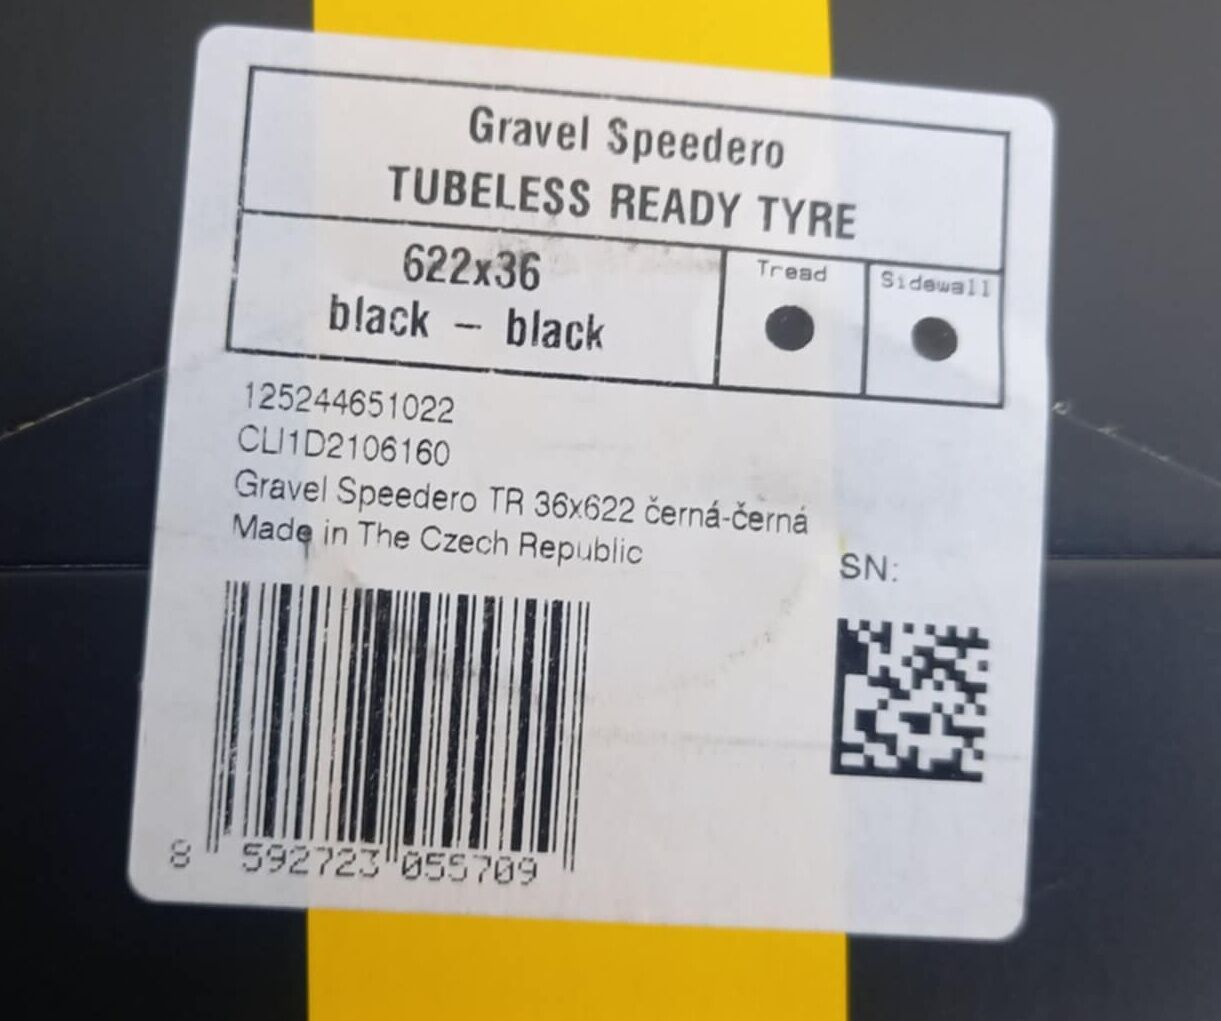 Gravel Speedero
TUBELESS READY TYRE
622x36
black – black
Tread
Sidewall
125244651022
CLI1D2106160
Gravel Speedero TR 36x622 černá-černá
Made in The Czech Republic
SN:
8 592723 055709